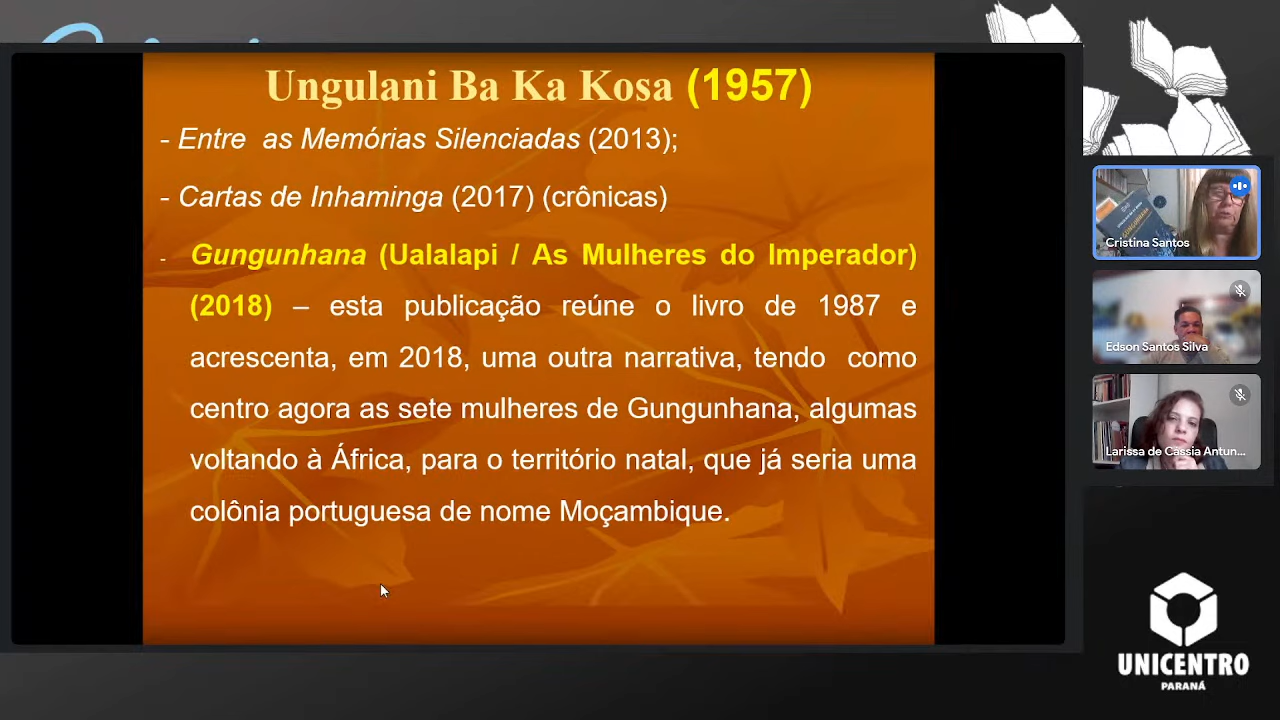 Ungulani Ba Ka Kosa (1957)
- Entre as Memórias Silenciadas (2013);
- Cartas de Inhaminga (2017) (crônicas)
- Gungunhana (Ualalapi / As Mulheres do Imperador)
(2018) – esta publicação reúne o livro de 1987 e
acrescenta, em 2018, uma outra narrativa, tendo como
centro agora as sete mulheres de Gungunhana, algumas
voltando à África, para o território natal, que já seria uma
colônia portuguesa de nome Moçambique.
Cristina Santos
Edson Santos Silva
Larissa de Cassia Antun...
UNICENTRO
PARANÁ